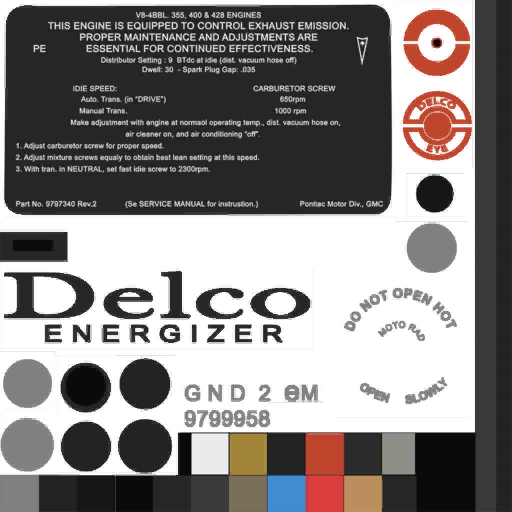 V8-4BBL. 355, 400 & 428 ENGINES
THIS ENGINE IS EQUIPPED TO CONTROL EXHAUST EMISSION.
PROPER MAINTENANCE AND ADJUSTMENTS ARE
PE ESSENTIAL FOR CONTINUED EFFECTIVENESS.
Distributor Setting : 9 BTdc at idle (dist. vacuum hose off)
Dwell: 30 - Spark Plug Gap: .035
IDLE SPEED: CARBURETOR SCREW
Auto. Trans. (in "DRIVE") 650rpm
Manual Trans. 1000 rpm
Make adjustment with engine at normaol operating temp., dist. vacuum hose on,
air cleaner on, and air conditioning "off".
1. Adjust carburetor screw for proper speed.
2. Adjust mixture screws equaly to obtain best lean setting at this speed.
3. With tran. in NEUTRAL, set fast idle screw to 2300rpm.
Part No. 9797340 Rev.2 (Se SERVICE MANUAL for instrustion.) Pontiac Motor Div., GMC
DELCO
EYE
Delco
ENERGIZER
DO NOT OPEN HOT
MOTO RAD
OPEN SLOWLY
GND 2 ΘM
9799958